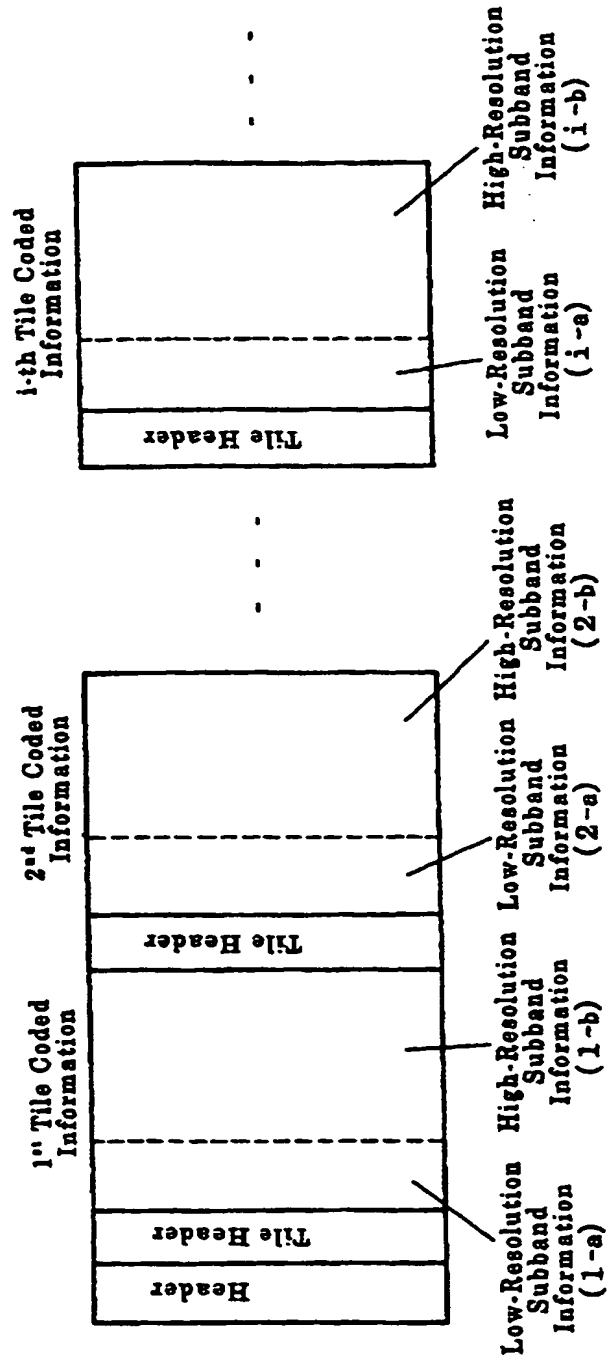 1st Tile Coded
Information
2nd Tile Coded
Information
i-th Tile Coded
Information
Header
Tile Header
Tile Header
Tile Header
Low-Resolution
Subband
Information
(1-a)
High-Resolution
Subband
Information
(1-b)
Low-Resolution
Subband
Information
(2-a)
High-Resolution
Subband
Information
(2-b)
Low-Resolution
Subband
Information
(i-a)
High-Resolution
Subband
Information
(i-b)